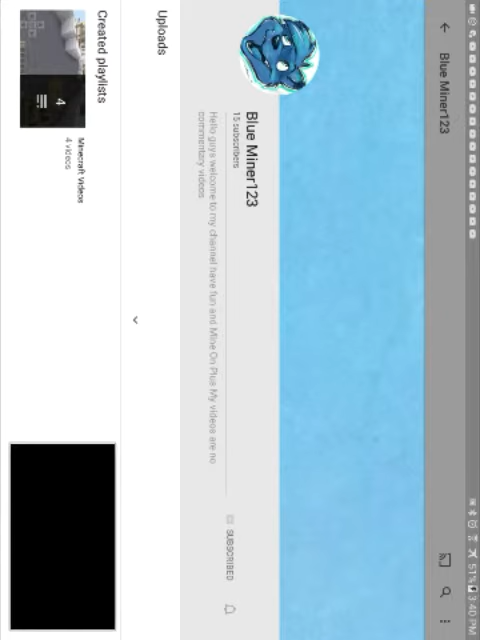 51% 3:40 PM
Blue Miner123
Blue Miner123
15 subscribers
SUBSCRIBED
Hello guys welcome to my channel have fun and Mine On Plus My videos are no
commentary videos
Uploads
Created playlists
4
Minecraft Videos
4 videos